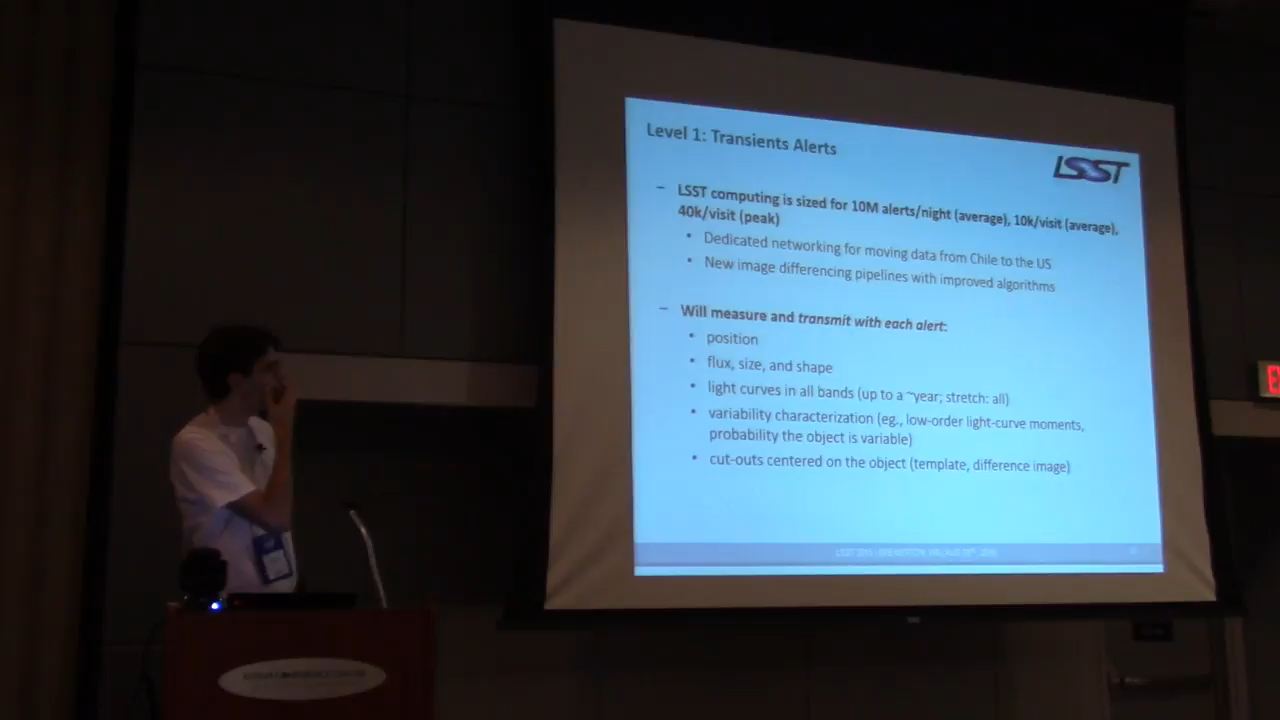 Level 1: Transients Alerts
LSST
– LSST computing is sized for 10M alerts/night (average), 10k/visit (average),
40k/visit (peak)
• Dedicated networking for moving data from Chile to the US
• New image differencing pipelines with improved algorithms
– Will measure and transmit with each alert:
• position
• flux, size, and shape
• light curves in all bands (up to a ~year; stretch: all)
• variability characterization (eg., low-order light-curve moments,
probability the object is variable)
• cut-outs centered on the object (template, difference image)